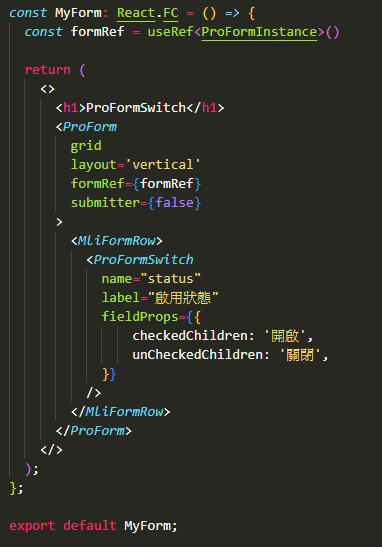 const MyForm: React.FC = () => {
  const formRef = useRef<ProFormInstance>()

  return (
    <>
      <h1>ProFormSwitch</h1>
      <ProForm
        grid
        layout='vertical'
        formRef={formRef}
        submitter={false}
      >
        <MliFormRow>
          <ProFormSwitch
            name="status"
            label="啟用狀態"
            fieldProps={{
                checkedChildren: '開啟',
                unCheckedChildren: '關閉',
            }}
          />
        </MliFormRow>
      </ProForm>
    </>
  );
};

export default MyForm;